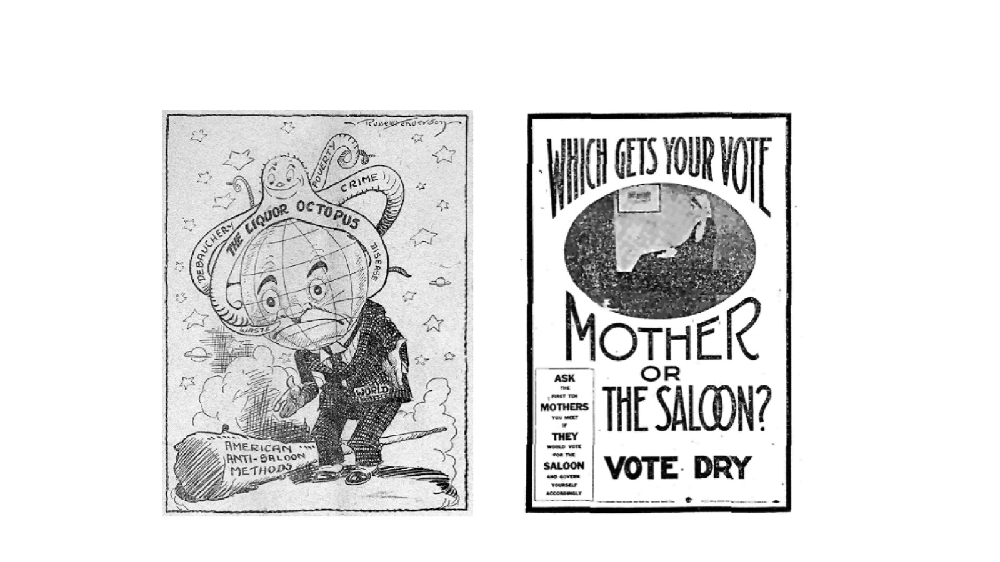 Russell Henderson
POVERTY
CRIME
THE LIQUOR OCTOPUS
DEBAUCHERY
DISEASE
WASTE
WORLD
AMERICAN
ANTI-SALOON
METHODS
WHICH GETS YOUR VOTE
MOTHER
OR
THE SALOON?
VOTE DRY
ASK
THE
FIRST TEN
MOTHERS
YOU MEET
IF
THEY
WOULD VOTE
FOR THE
SALOON
AND GOVERN
YOURSELF
ACCORDINGLY